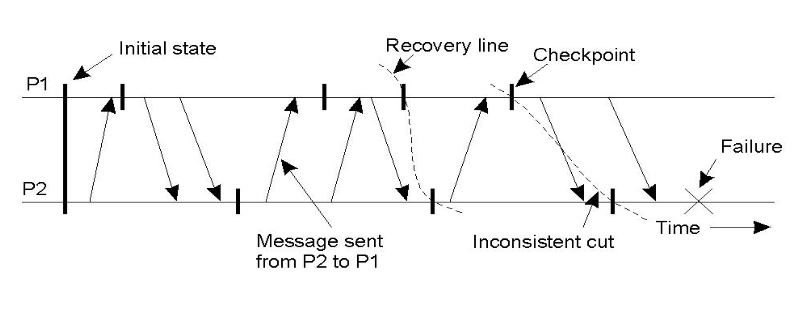 Initial state
Recovery line
Checkpoint
P1
Failure
P2
Time
Message sent
from P2 to P1
Inconsistent cut